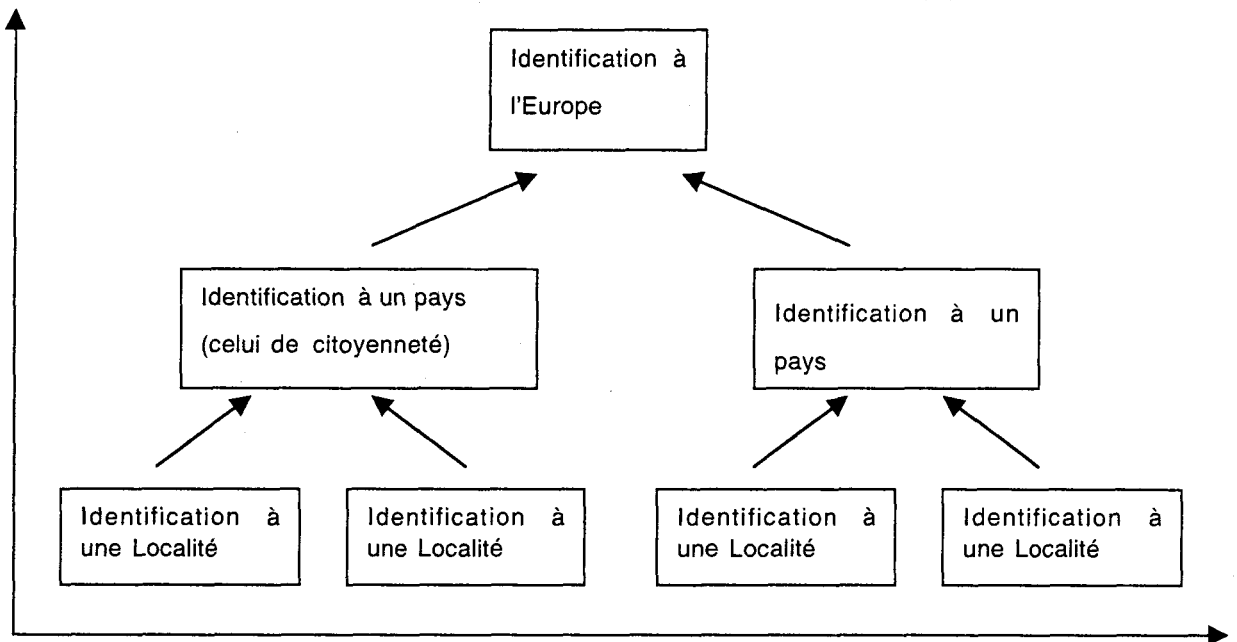 Identification à
l'Europe
Identification à un pays
(celui de citoyenneté)
Identification à un
pays
Identification à
une Localité
Identification à
une Localité
Identification à
une Localité
Identification à
une Localité